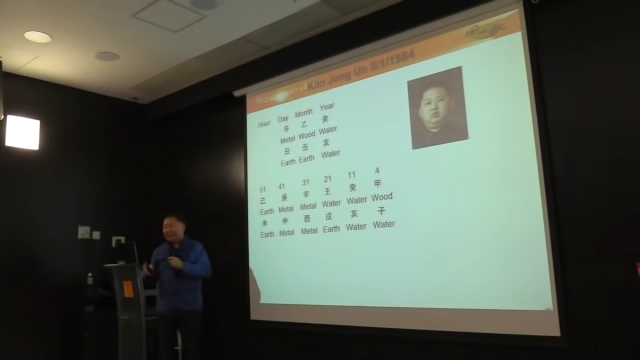 Kim Jong Un 8/1/1984
Hour Day Month Year
辛 乙 癸
Metal Wood Water
丑 丑 亥
Earth Earth Water
51 41 31 21 11 4
己 庚 辛 壬 癸 甲
Earth Metal Metal Water Water Wood
未 申 酉 戌 亥 子
Earth Metal Metal Earth Water Water